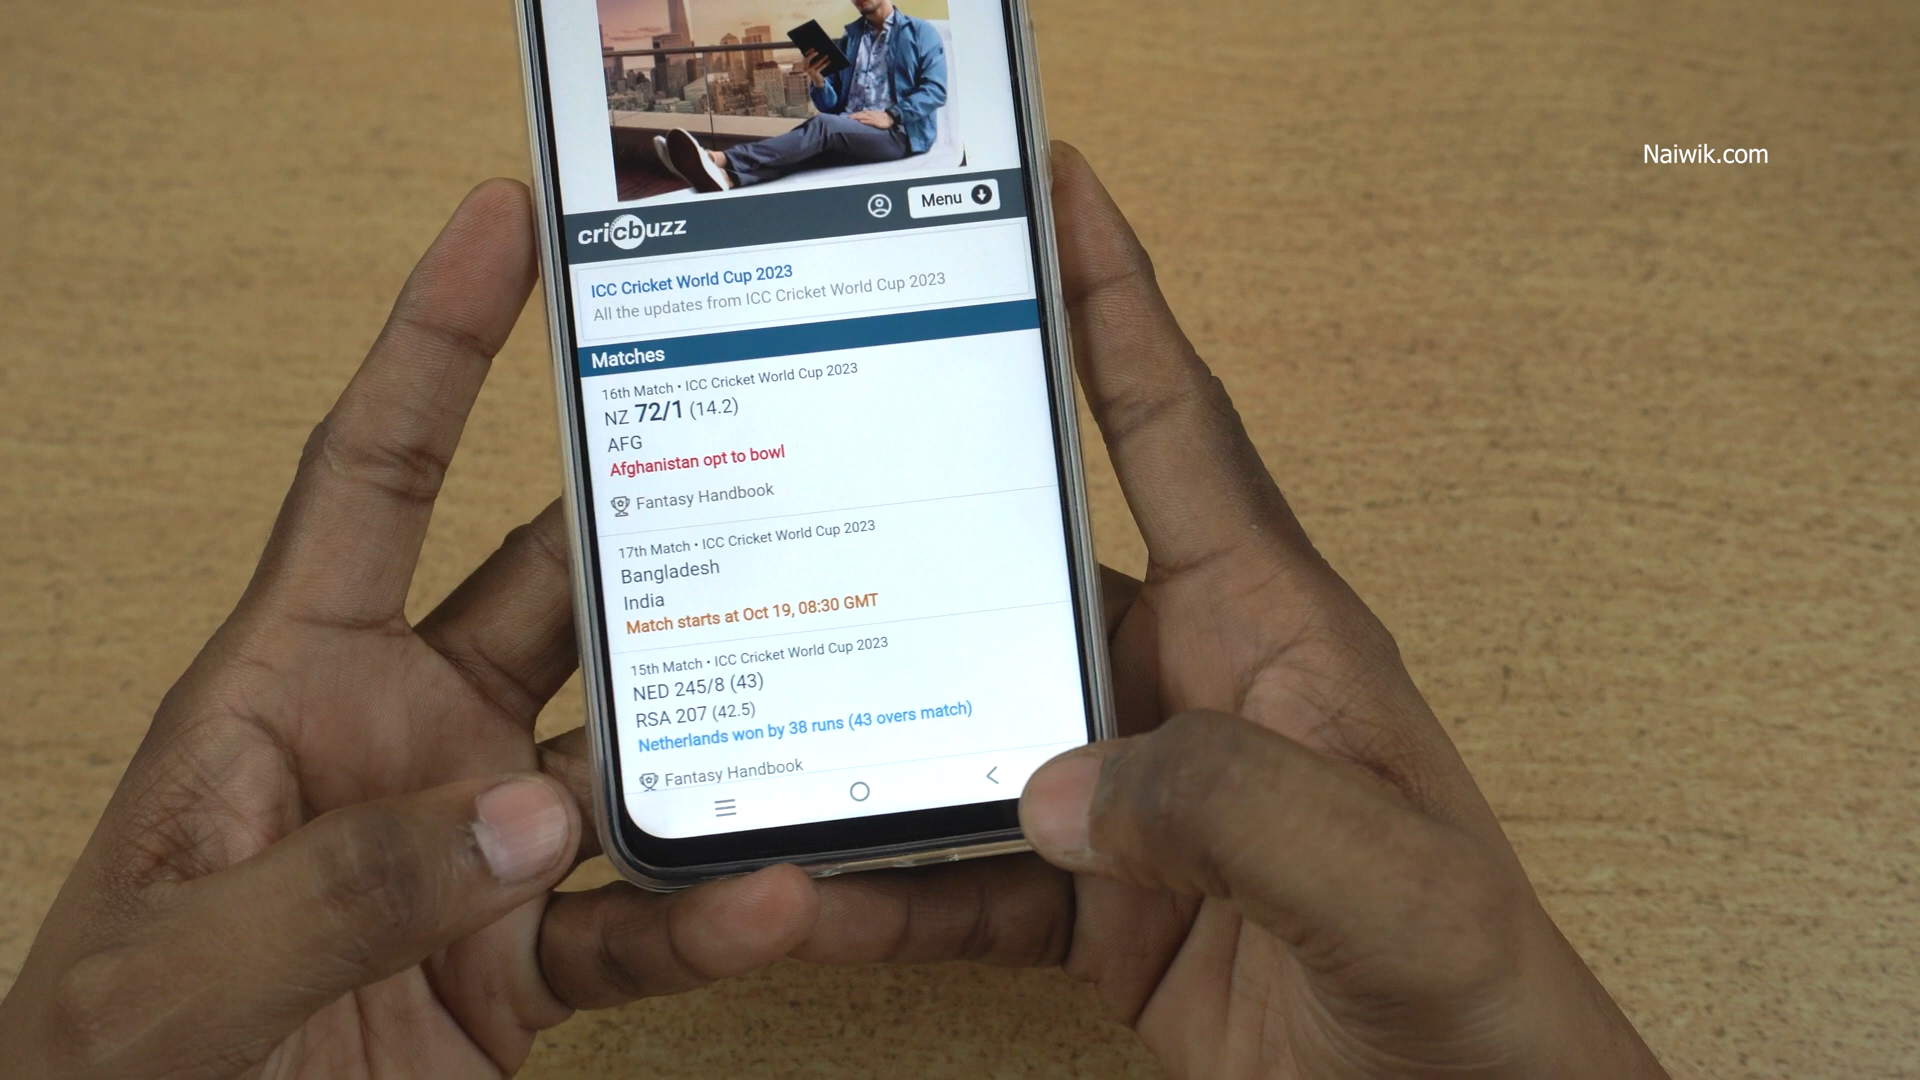 Naiwik.com
cricbuzz
Menu
ICC Cricket World Cup 2023
All the updates from ICC Cricket World Cup 2023
Matches
16th Match • ICC Cricket World Cup 2023
NZ 72/1 (14.2)
AFG
Afghanistan opt to bowl
Fantasy Handbook
17th Match • ICC Cricket World Cup 2023
Bangladesh
India
Match starts at Oct 19, 08:30 GMT
15th Match • ICC Cricket World Cup 2023
NED 245/8 (43)
RSA 207 (42.5)
Netherlands won by 38 runs (43 overs match)
Fantasy Handbook